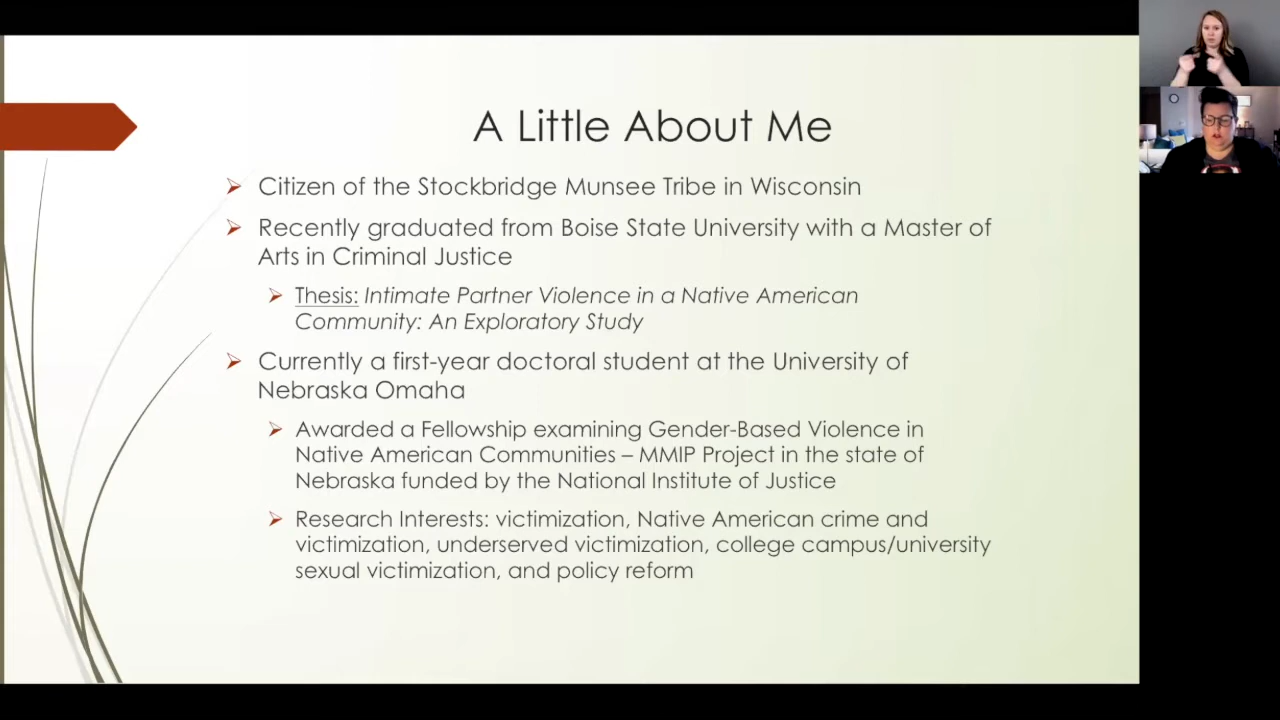 A Little About Me
Citizen of the Stockbridge Munsee Tribe in Wisconsin
Recently graduated from Boise State University with a Master of
Arts in Criminal Justice
Thesis: Intimate Partner Violence in a Native American
Community: An Exploratory Study
Currently a first-year doctoral student at the University of
Nebraska Omaha
Awarded a Fellowship examining Gender-Based Violence in
Native American Communities – MMIP Project in the state of
Nebraska funded by the National Institute of Justice
Research Interests: victimization, Native American crime and
victimization, underserved victimization, college campus/university
sexual victimization, and policy reform